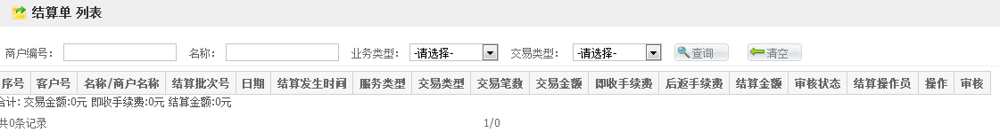 结算单 列表
商户编号： 名称： 业务类型： -请选择- 交易类型： -请选择- 查询 清空
序号 客户号 名称/商户名称 结算批次号 日期 结算发生时间 服务类型 交易类型 交易笔数 交易金额 即收手续费 后返手续费 结算金额 审核状态 结算操作员 操作 审核
合计: 交易金额:0元 即收手续费:0元 结算金额:0元
共0条记录 1/0